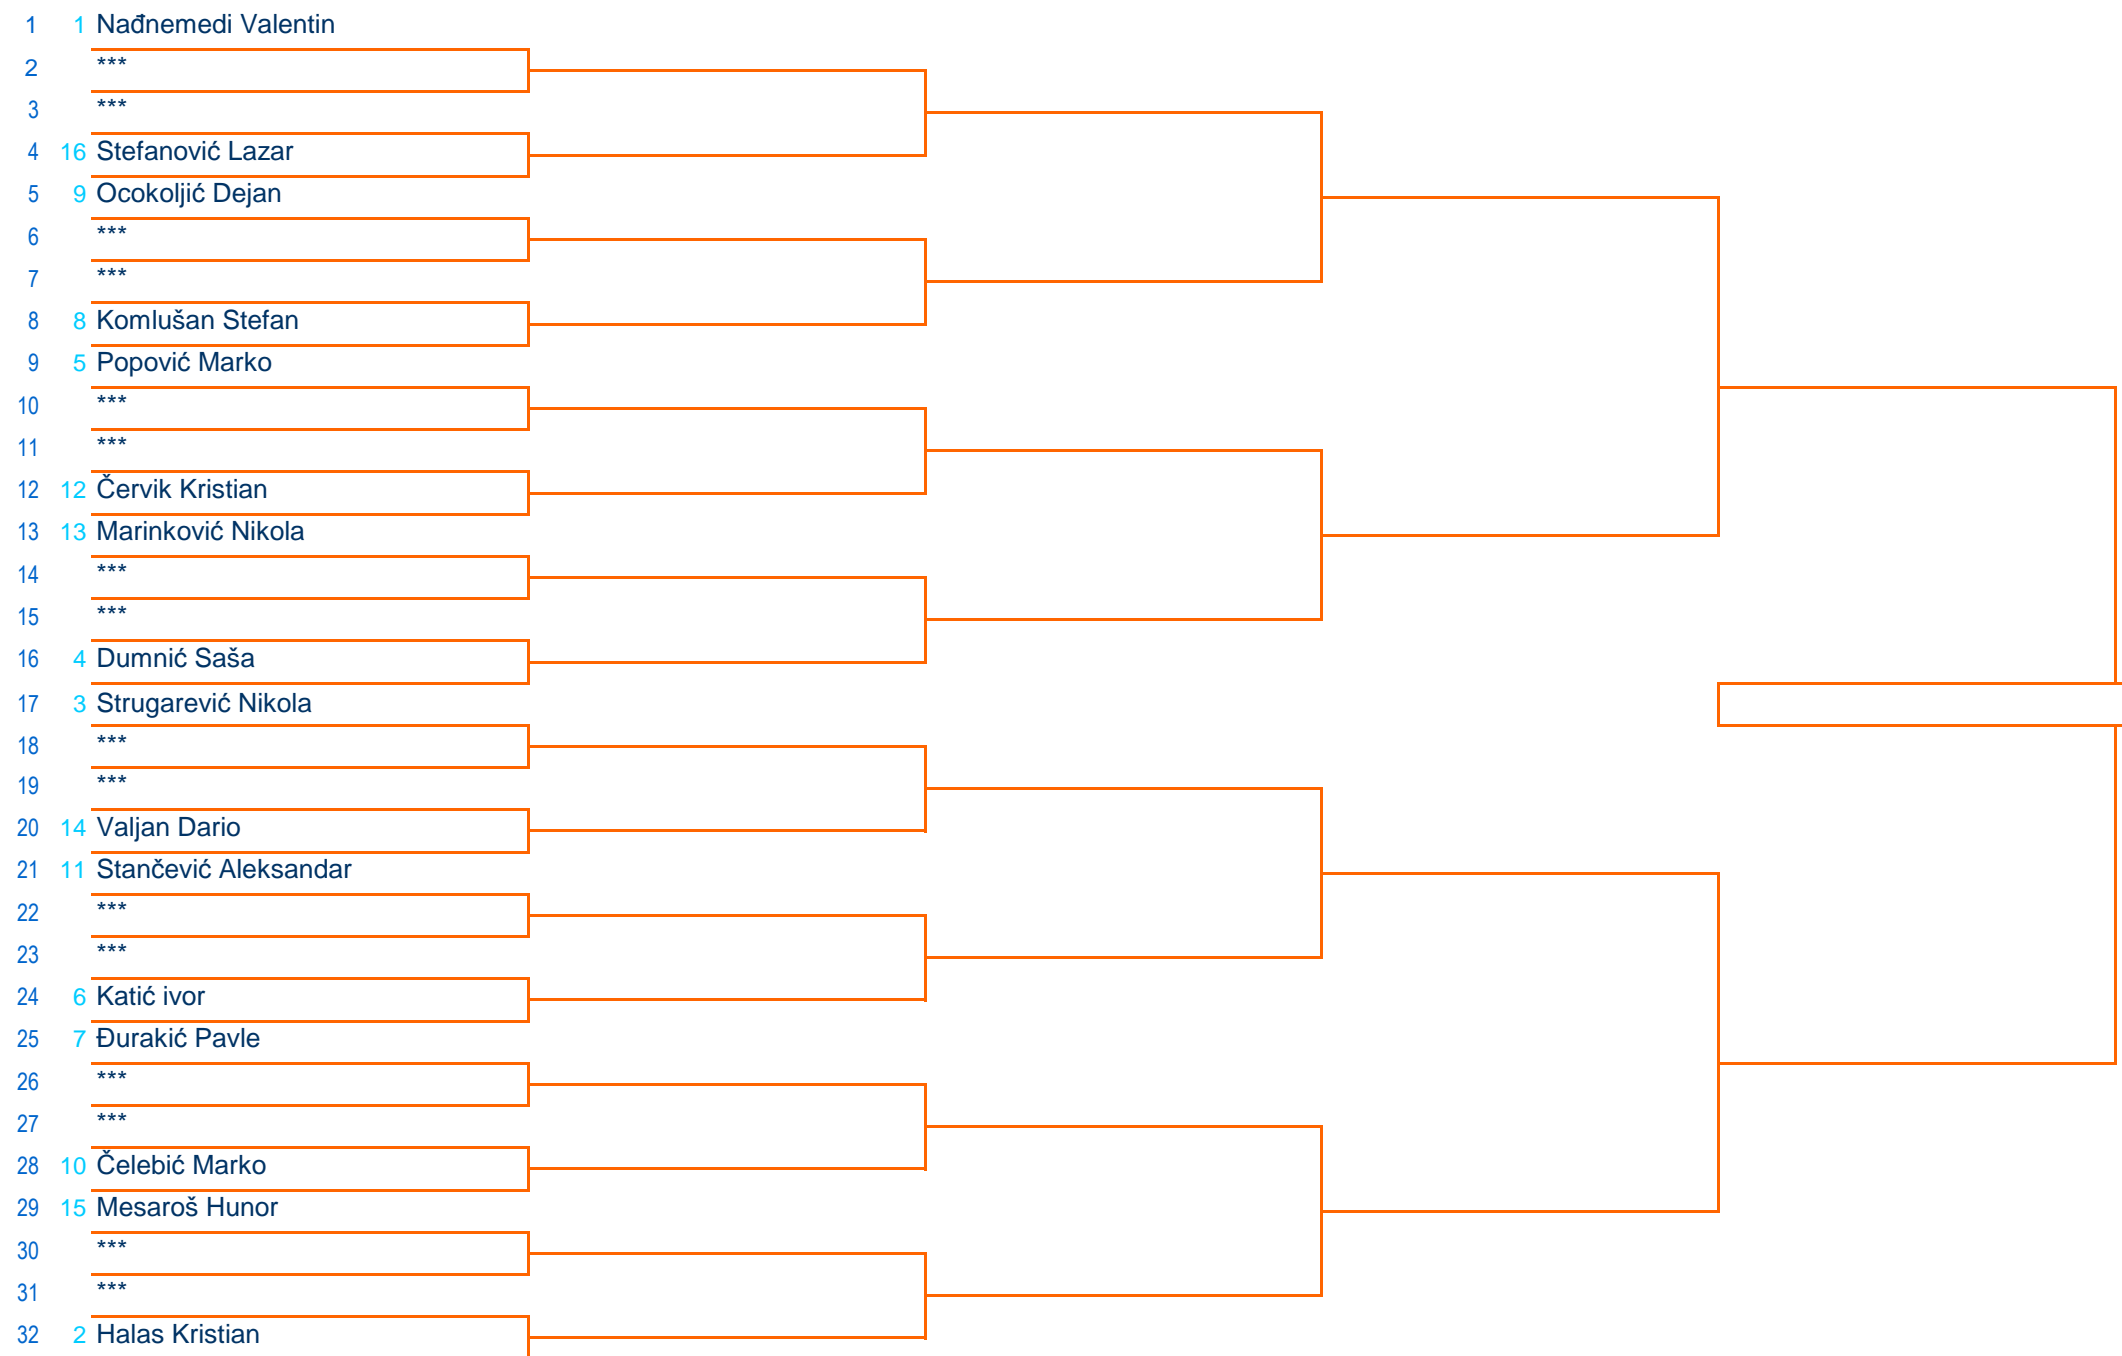 1 1 Nađnemedi Valentin
2 ***
3 ***
4 16 Stefanović Lazar
5 9 Ocokoljić Dejan
6 ***
7 ***
8 8 Komlušan Stefan
9 5 Popović Marko
10 ***
11 ***
12 12 Červik Kristian
13 13 Marinković Nikola
14 ***
15 ***
16 4 Dumnić Saša
17 3 Strugarević Nikola
18 ***
19 ***
20 14 Valjan Dario
21 11 Stančević Aleksandar
22 ***
23 ***
24 6 Katić ivor
25 7 Đurakić Pavle
26 ***
27 ***
28 10 Čelebić Marko
29 15 Mesaroš Hunor
30 ***
31 ***
32 2 Halas Kristian